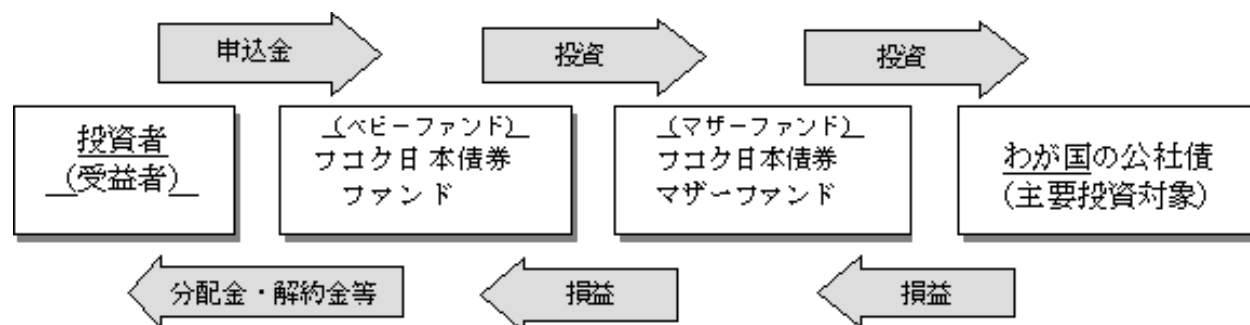 申込金
投資
投資
投資者
(受益者)
(ベビーファンド)
フコク日本債券
ファンド
(マザーファンド)
フコク日本債券
マザーファンド
わが国の公社債
(主要投資対象)
分配金・解約金等
損益
損益